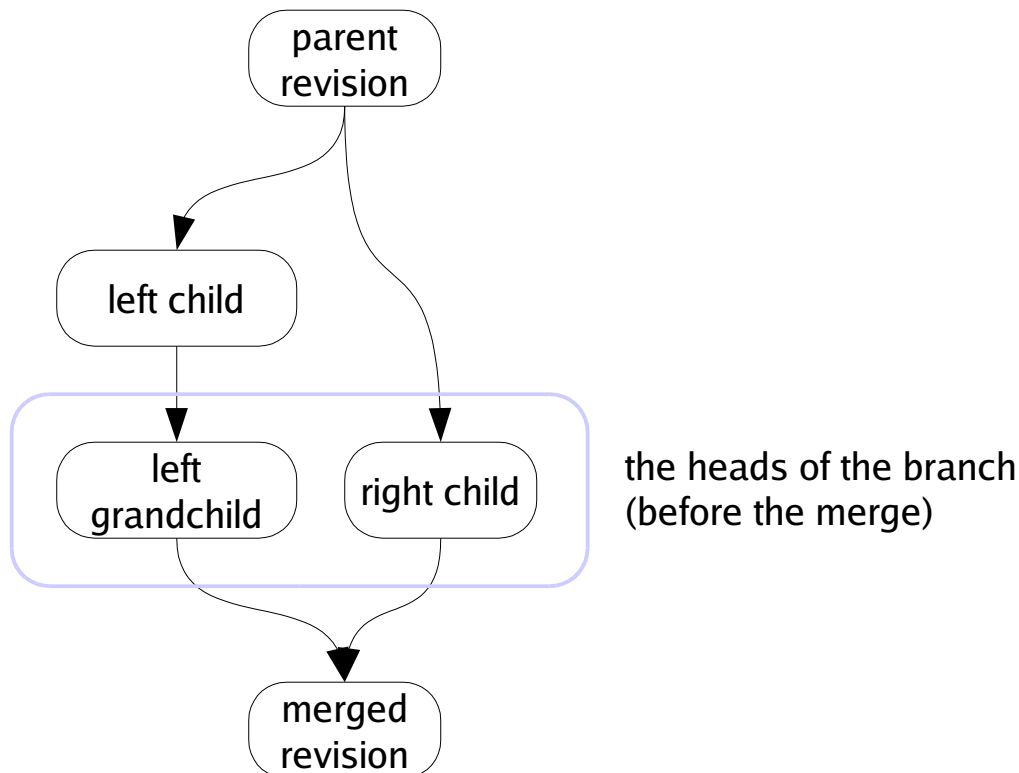 parent
revision
left child
left
grandchild
right child
the heads of the branch
(before the merge)
merged
revision